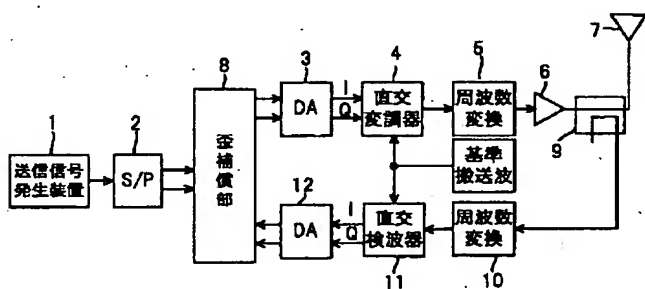 7
8
3
4
5
6
1
2
DA
I
Q
直交
変調器
周波数
変換
9
送信信号
発生装置
S/P
歪補償部
基準
搬送波
12
DA
I
Q
直交
検波器
周波数
変換
11
10